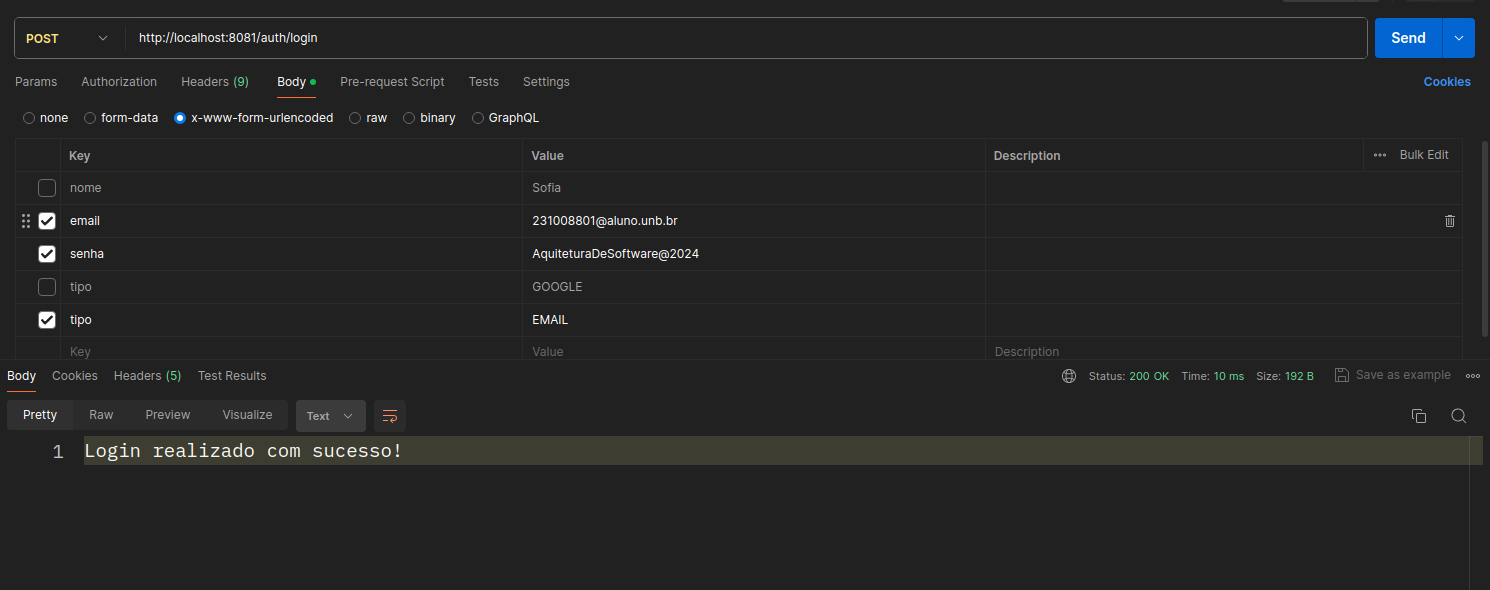 POST http://localhost:8081/auth/login Send
Params Authorization Headers (9) Body Pre-request Script Tests Settings Cookies
none form-data x-www-form-urlencoded raw binary GraphQL
Key Value Description Bulk Edit
nome Sofia
email 231008801@aluno.unb.br
senha AquiteturaDeSoftware@2024
tipo GOOGLE
tipo EMAIL
Key Value Description
Body Cookies Headers (5) Test Results Status: 200 OK Time: 10 ms Size: 192 B Save as example
Pretty Raw Preview Visualize Text
1 Login realizado com sucesso!